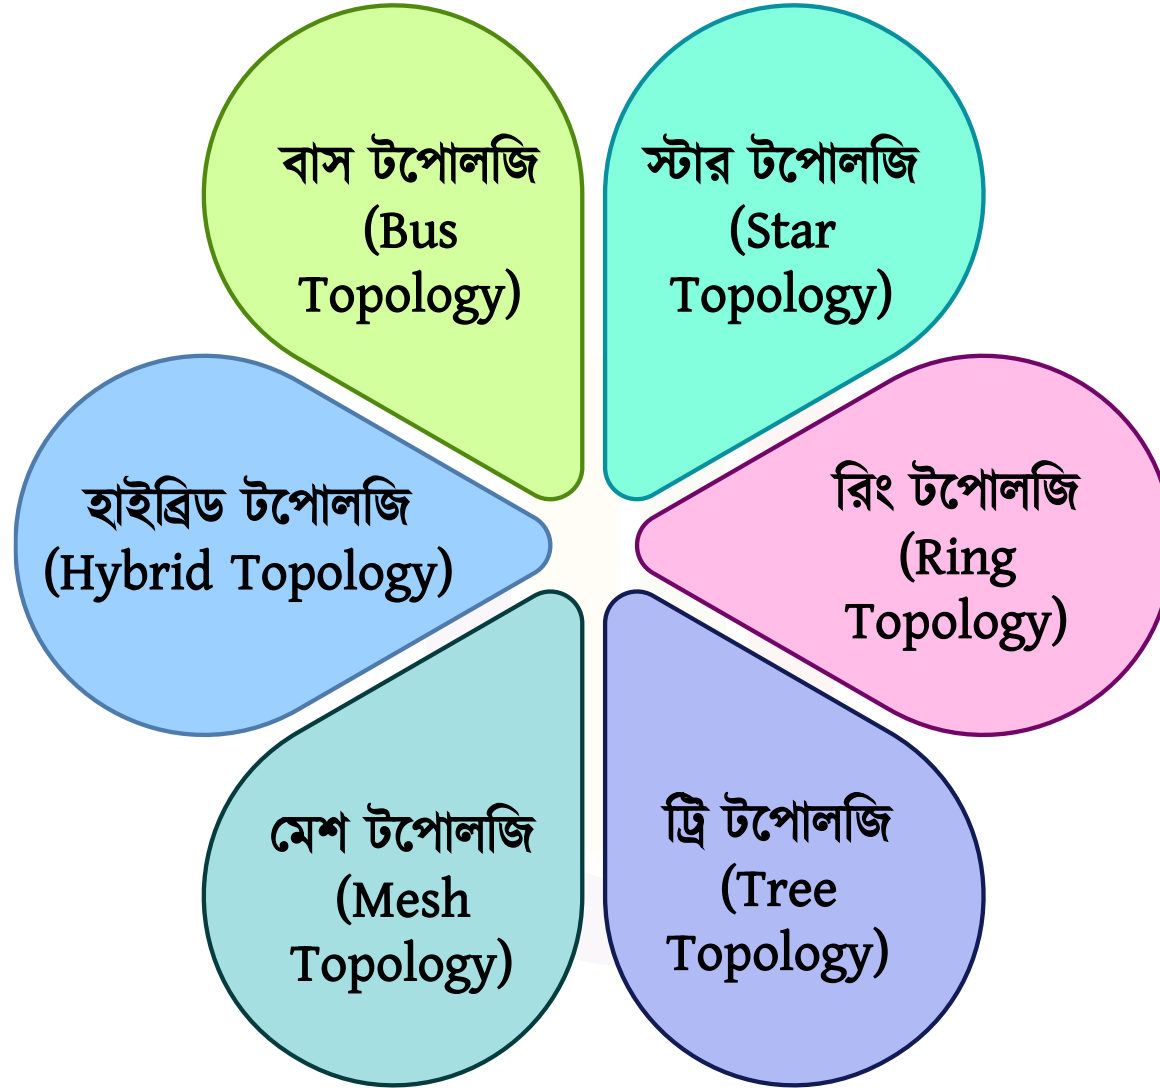 বাস টপোলজি
(Bus
Topology)
স্টার টপোলজি
(Star
Topology)
রিং টপোলজি
(Ring
Topology)
ট্রি টপোলজি
(Tree
Topology)
মেশ টপোলজি
(Mesh
Topology)
হাইব্রিড টপোলজি
(Hybrid Topology)